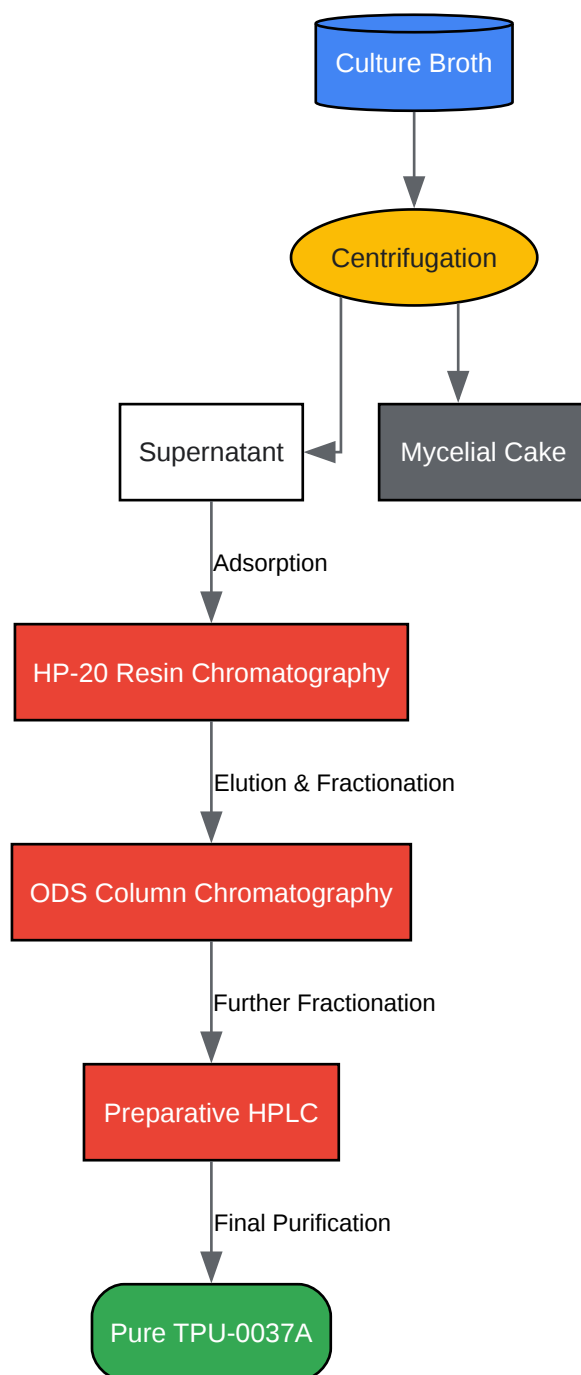 Culture Broth
Centrifugation
Supernatant
Mycelial Cake
Adsorption
HP-20 Resin Chromatography
Elution & Fractionation
ODS Column Chromatography
Further Fractionation
Preparative HPLC
Final Purification
Pure TPU-0037A